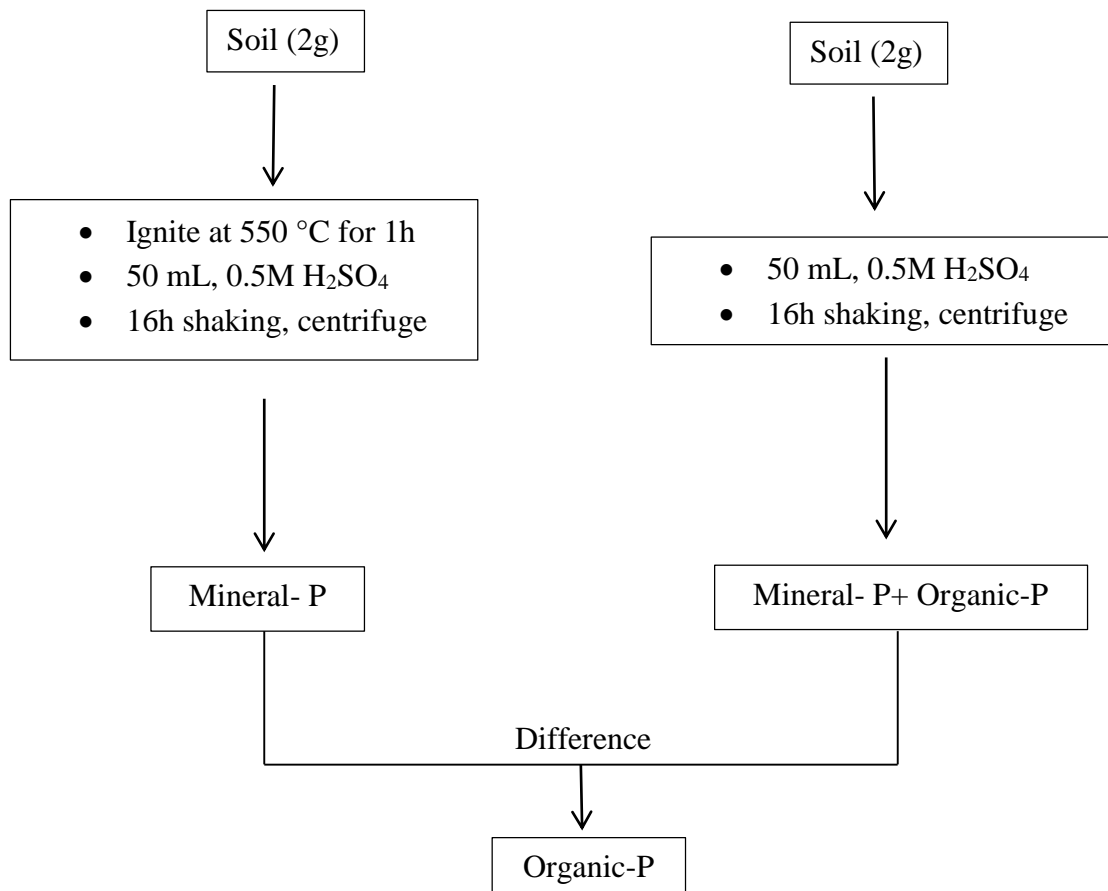 Soil (2g)
Soil (2g)
• Ignite at 550 °C for 1h
• 50 mL, 0.5M H₂SO₄
• 16h shaking, centrifuge
• 50 mL, 0.5M H₂SO₄
• 16h shaking, centrifuge
Mineral- P
Mineral- P+ Organic-P
Difference
Organic-P